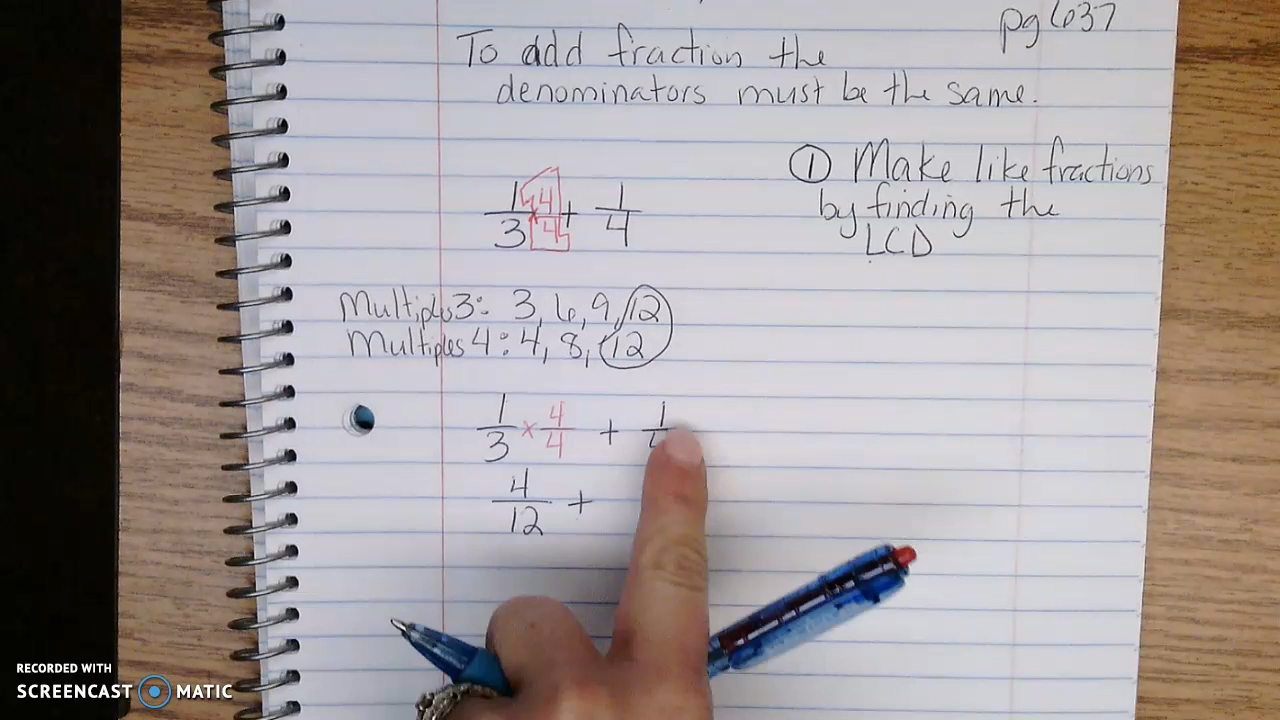 pg 637
To add fraction the
denominators must be the same.
① Make like fractions
by finding the
LCD
1/3 × 4/4 + 1/4
Multiples 3: 3, 6, 9, 12
Multiples 4: 4, 8, 12
1/3 × 4/4 + 1/4
4/12 +
RECORDED WITH
SCREENCAST MATIC